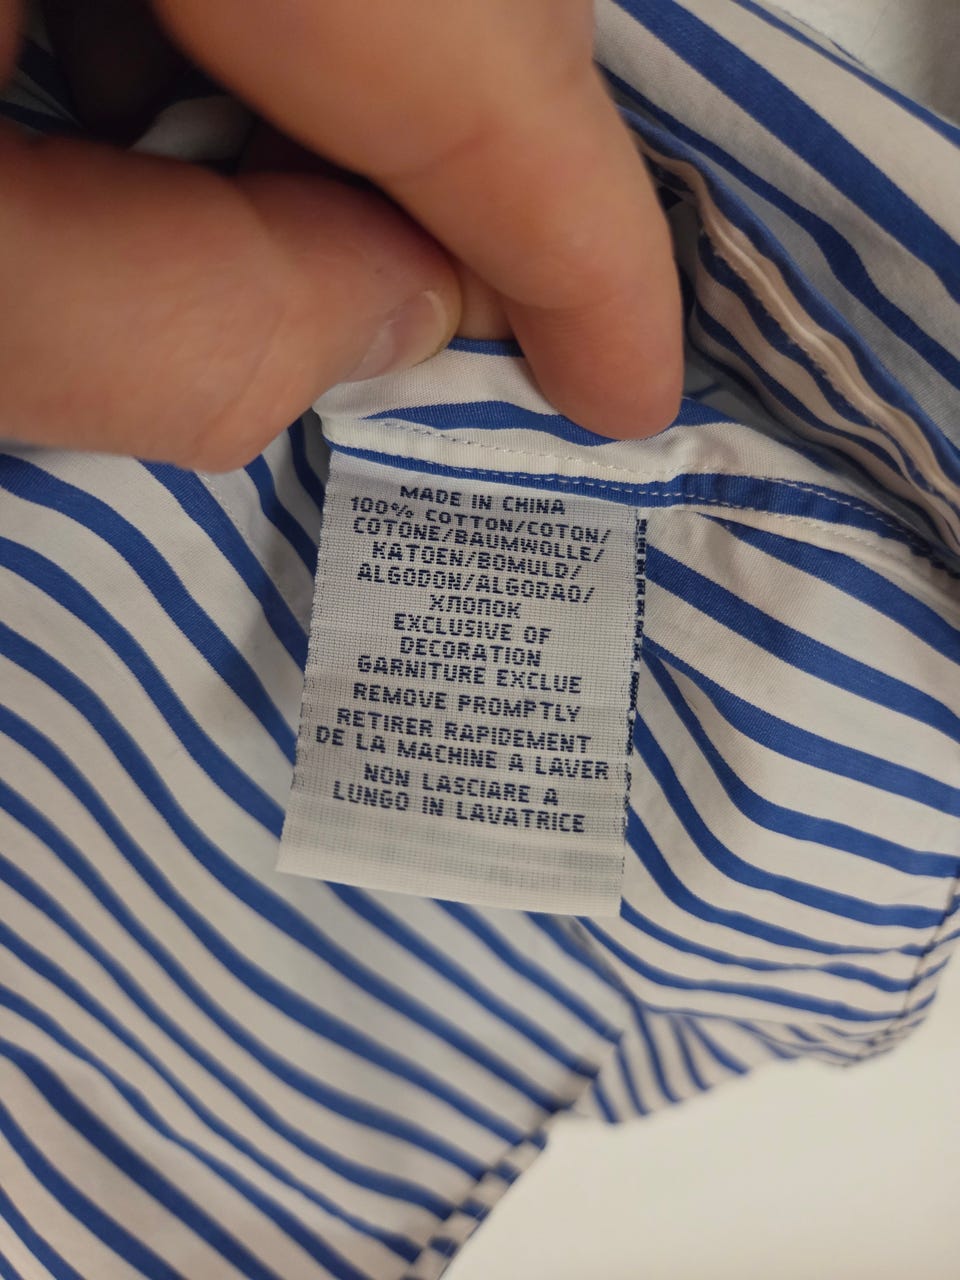 MADE IN CHINA
100% COTTON/COTON/
COTONE/BAUMWOLLE/
KATOEN/BOMULD/
ALGODON/ALGODAO/
ХЛОПОК
EXCLUSIVE OF
DECORATION
GARNITURE EXCLUE
REMOVE PROMPTLY
RETIRER RAPIDEMENT
DE LA MACHINE A LAVER
NON LASCIARE A
LUNGO IN LAVATRICE